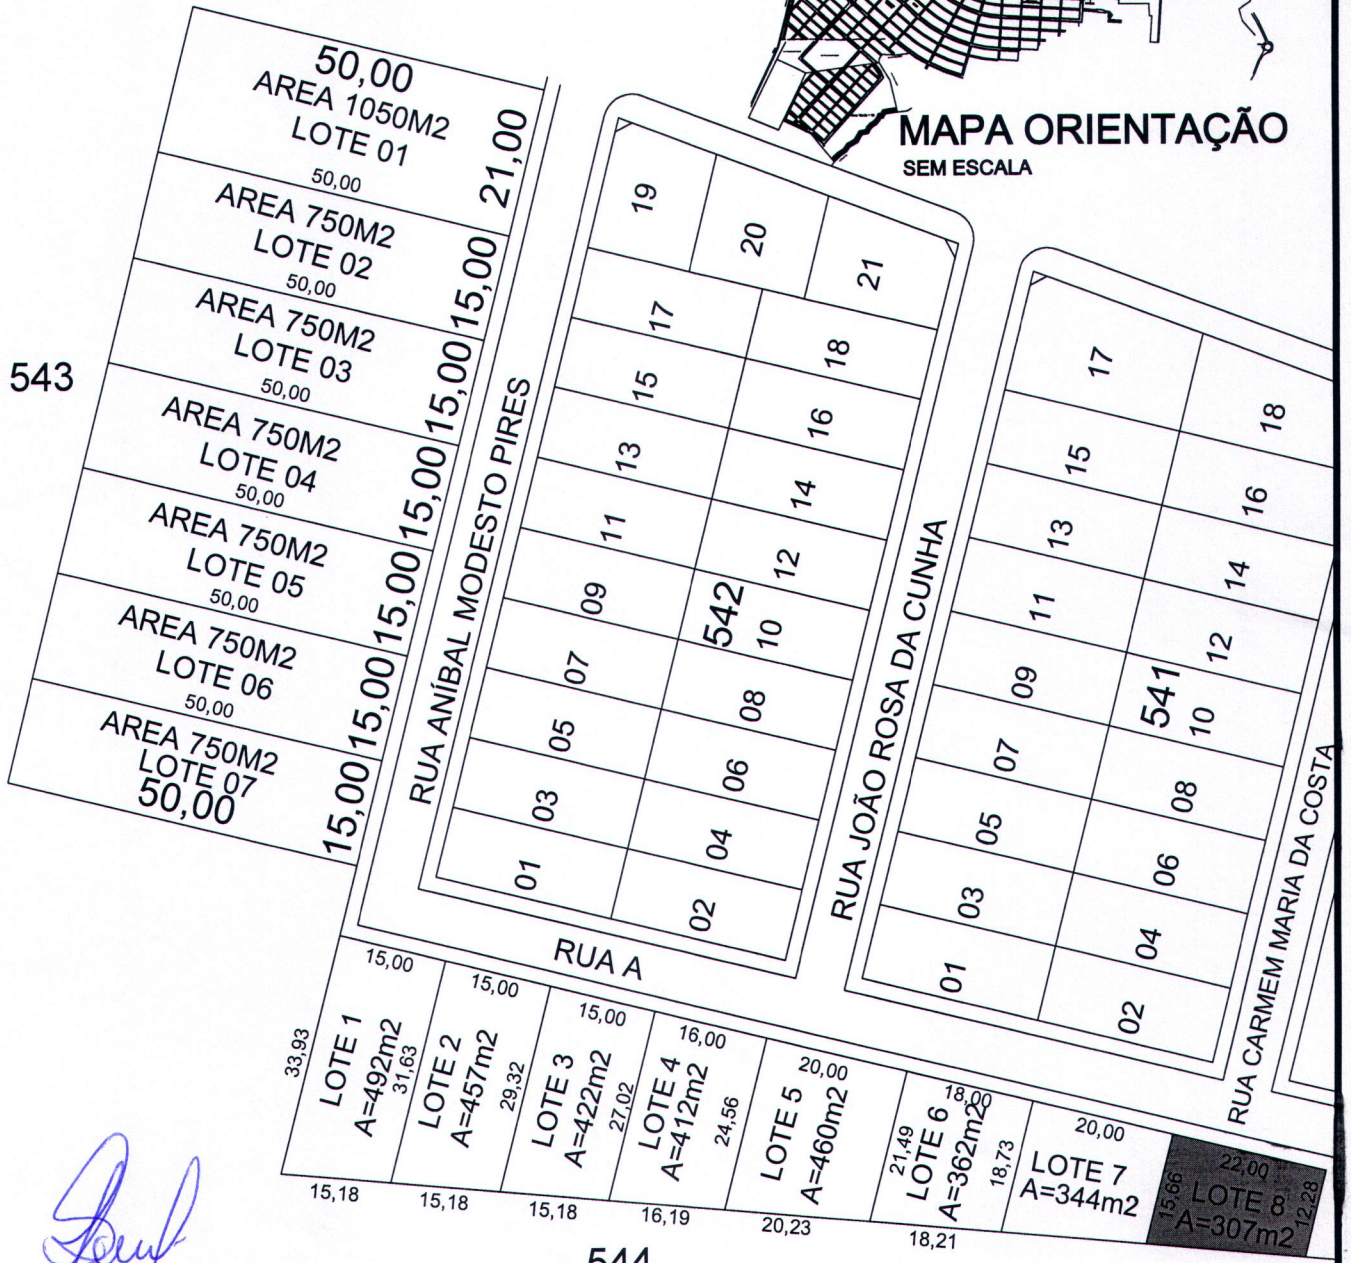 MAPA ORIENTAÇÃO
SEM ESCALA
543
50,00
AREA 1050M2
LOTE 01
21,00
50,00
AREA 750M2
LOTE 02
15,00
50,00
AREA 750M2
LOTE 03
15,00
50,00
AREA 750M2
LOTE 04
15,00
50,00
AREA 750M2
LOTE 05
15,00
50,00
AREA 750M2
LOTE 06
15,00
50,00
AREA 750M2
LOTE 07
50,00
15,00
RUA ANÍBAL MODESTO PIRES
19
20
21
17
18
15
16
13
14
11
12
09
542
10
07
08
05
06
03
04
01
02
RUA JOÃO ROSA DA CUNHA
17
18
15
16
13
14
11
12
09
541
10
07
08
05
06
03
04
01
02
RUA CARMEM MARIA DA COSTA
RUA A
15,00
33,93
LOTE 1
A=492m2
31,63
15,18
15,00
LOTE 2
A=457m2
29,32
15,18
15,00
LOTE 3
A=422m2
27,02
15,18
16,00
LOTE 4
A=412m2
24,56
16,19
20,00
LOTE 5
A=460m2
20,23
18,00
21,49
LOTE 6
A=362m2
18,73
18,21
20,00
LOTE 7
A=344m2
22,00
15,66
LOTE 8
A=307m2
12,28
544